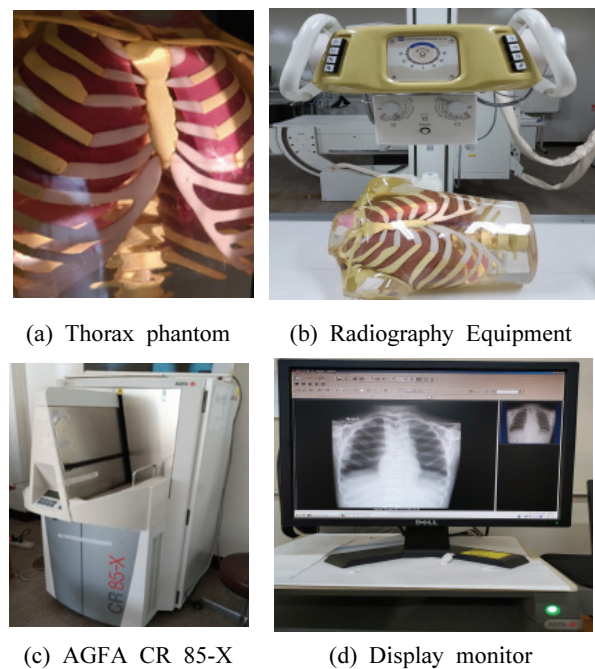 (a) Thorax phantom
(b) Radiography Equipment
AGFA
CR 85-X
DELL
(c) AGFA CR 85-X
(d) Display monitor